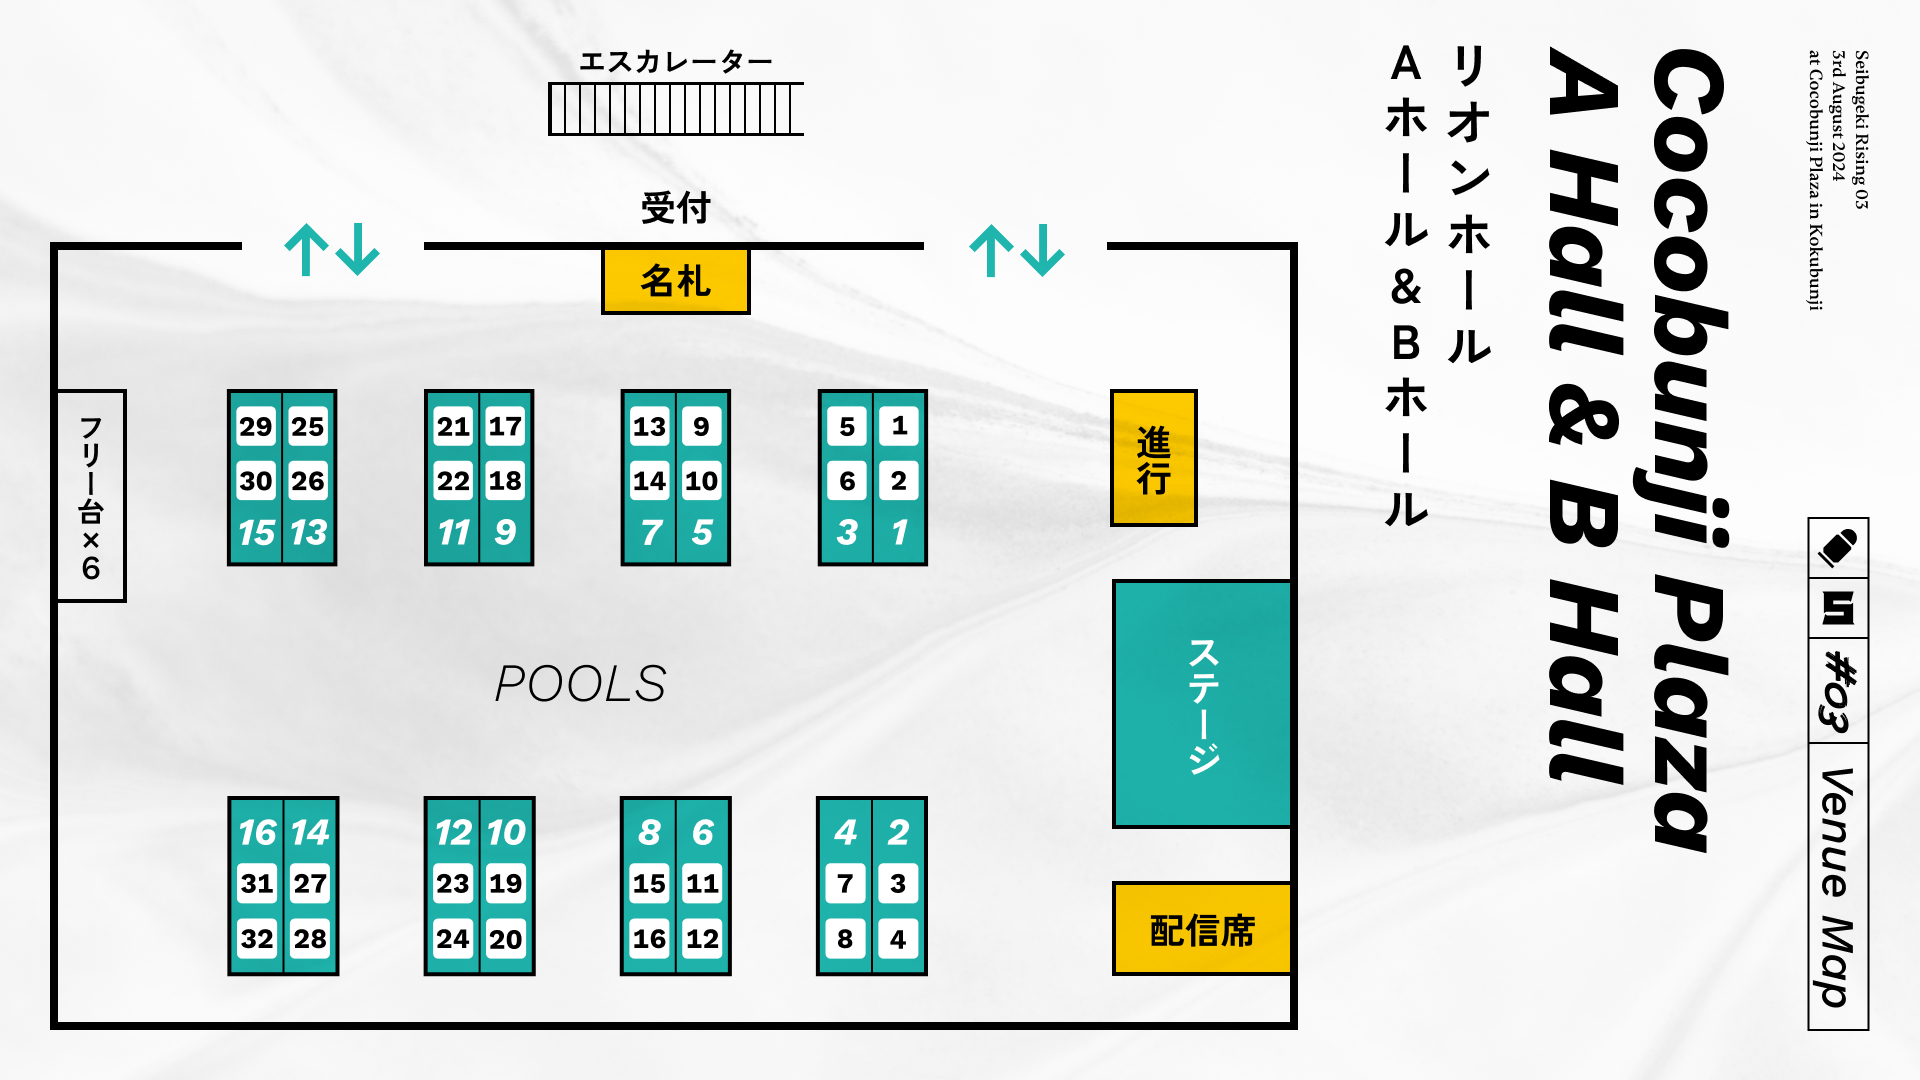 Seibugeki Rising 03
3rd August 2024
at Cocobunji Plaza in Kokubunji
Cocobunji Plaza
A Hall & B Hall
リオンホール
Aホール&Bホール
#03
Venue Map
エスカレーター
受付
名札
フリー台×6
29 25
30 26
15 13
21 17
22 18
11 9
13 9
14 10
7 5
5 1
6 2
3 1
進行
ステージ
POOLS
16 14
31 27
32 28
12 10
23 19
24 20
8 6
15 11
16 12
4 2
7 3
8 4
配信席